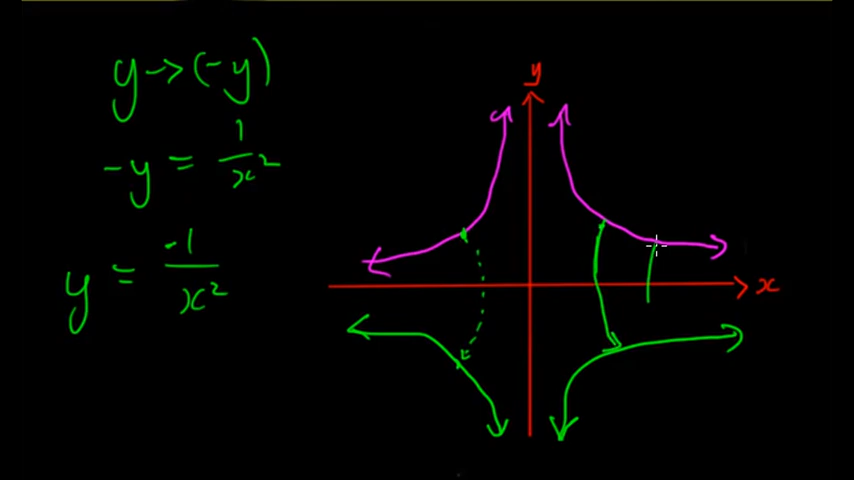 y → (-y)
-y = 1/x²
y = -1/x²
y
x